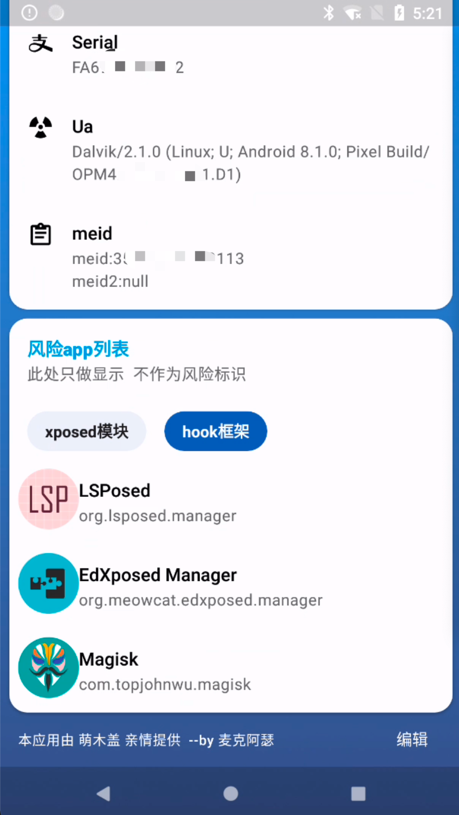 5:21
Serial
FA6. 2
Ua
Dalvik/2.1.0 (Linux; U; Android 8.1.0; Pixel Build/
OPM4 1.D1)
meid
meid:35 113
meid2:null
风险app列表
此处只做显示 不作为风险标识
xposed模块 hook框架
LSP LSPosed
org.lsposed.manager
EdXposed Manager
org.meowcat.edxposed.manager
Magisk
com.topjohnwu.magisk
本应用由 萌木盖 亲情提供 --by 麦克阿瑟 编辑